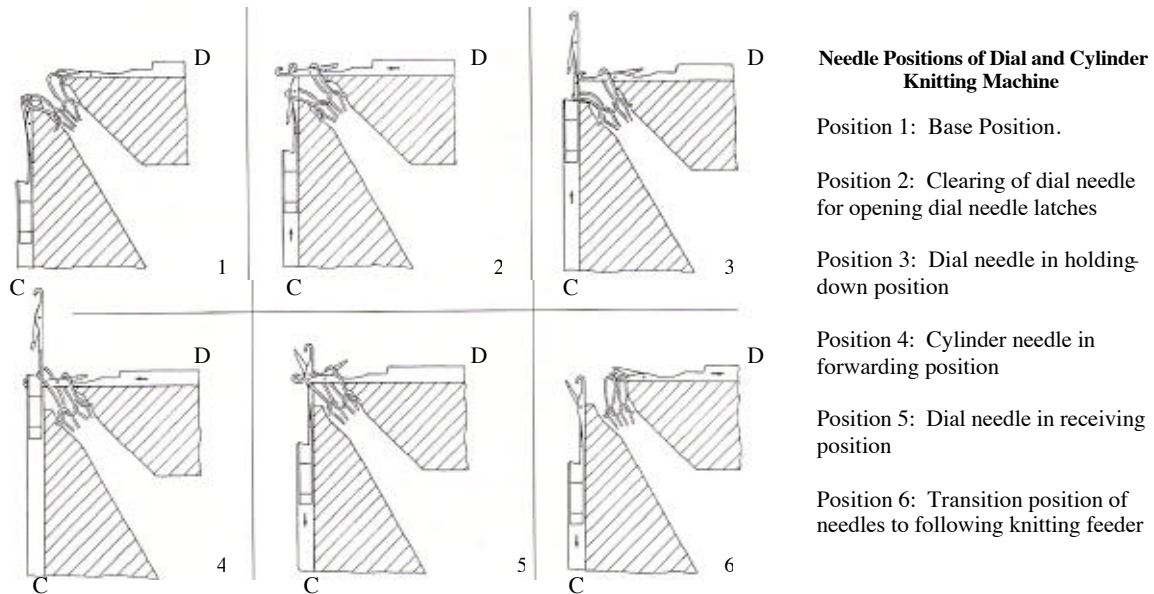 D
D
D
1
2
3
C
C
C
D
D
D
4
5
6
C
C
C
Needle Positions of Dial and Cylinder
Knitting Machine
Position 1: Base Position.
Position 2: Clearing of dial needle
for opening dial needle latches
Position 3: Dial needle in holding-
down position
Position 4: Cylinder needle in
forwarding position
Position 5: Dial needle in receiving
position
Position 6: Transition position of
needles to following knitting feeder